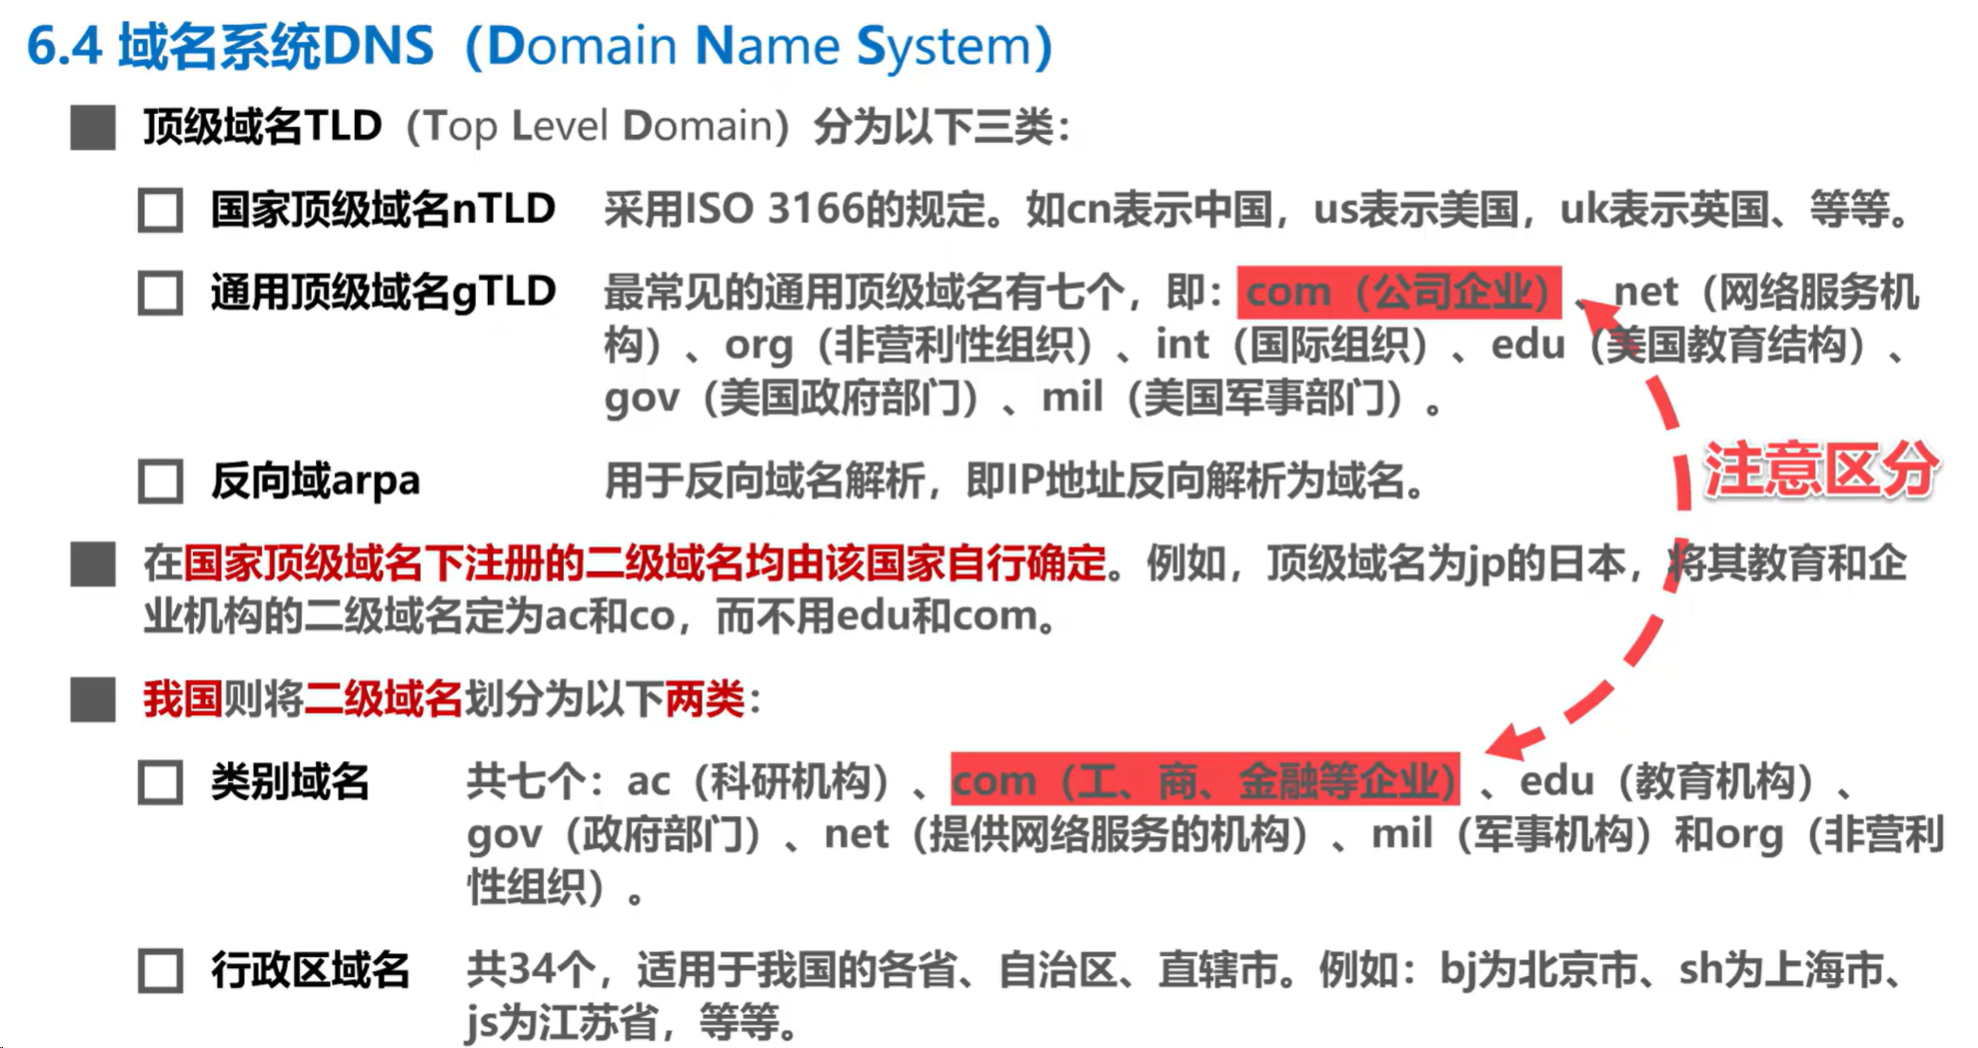 6.4 域名系统DNS（Domain Name System）
顶级域名TLD（Top Level Domain）分为以下三类：
国家顶级域名nTLD 采用ISO 3166的规定。如cn表示中国，us表示美国，uk表示英国、等等。
通用顶级域名gTLD 最常见的通用顶级域名有七个，即：com（公司企业）、net（网络服务机
构）、org（非营利性组织）、int（国际组织）、edu（美国教育结构）、
gov（美国政府部门）、mil（美国军事部门）。
注意区分
反向域arpa 用于反向域名解析，即IP地址反向解析为域名。
在国家顶级域名下注册的二级域名均由该国家自行确定。例如，顶级域名为jp的日本，将其教育和企
业机构的二级域名定为ac和co，而不用edu和com。
我国则将二级域名划分为以下两类：
类别域名 共七个：ac（科研机构）、com（工、商、金融等企业）、edu（教育机构）、
gov（政府部门）、net（提供网络服务的机构）、mil（军事机构）和org（非营利
性组织）。
行政区域名 共34个，适用于我国的各省、自治区、直辖市。例如：bj为北京市、sh为上海市、
js为江苏省，等等。